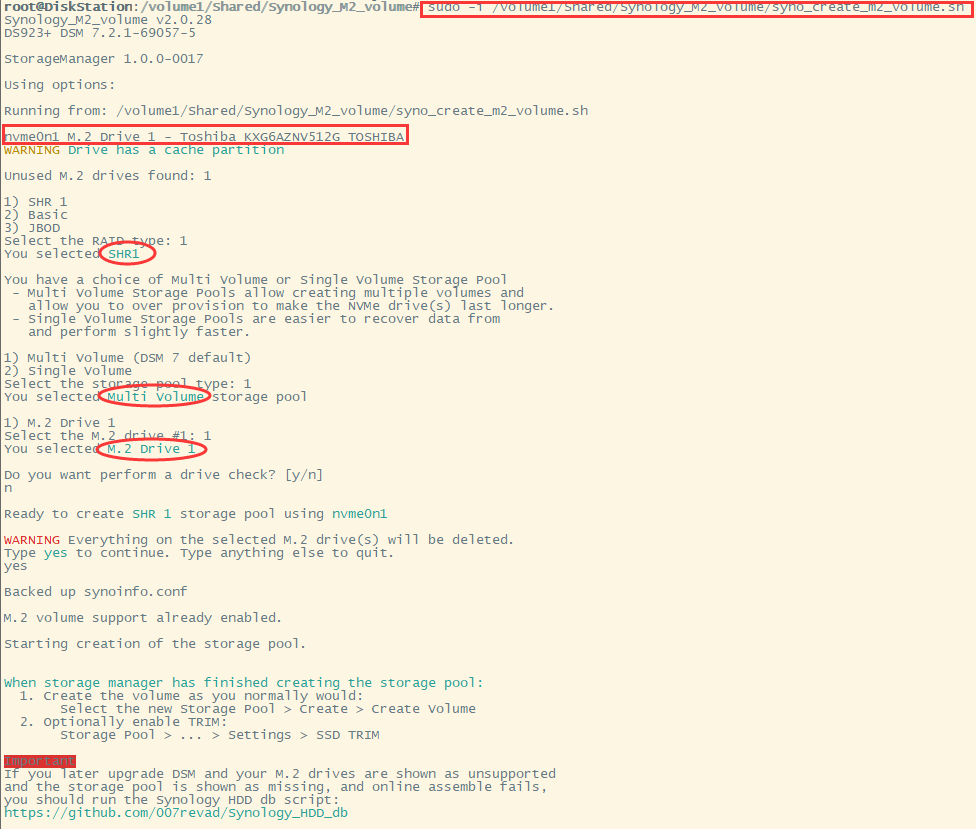 root@DiskStation:/volume1/Shared/Synology_M2_volume# sudo -i /volume1/Shared/Synology_M2_volume/syno_create_m2_volume.sh
Synology_M2_volume v2.0.28
DS923+ DSM 7.2.1-69057-5
StorageManager 1.0.0-0017
Using options:
Running from: /volume1/Shared/Synology_M2_volume/syno_create_m2_volume.sh
nvme0n1 M.2 Drive 1 - Toshiba KXG6AZNV512G TOSHIBA
WARNING Drive has a cache partition
Unused M.2 drives found: 1
1) SHR 1
2) Basic
3) JBOD
Select the RAID type: 1
You selected SHR1
You have a choice of Multi Volume or Single Volume Storage Pool
- Multi Volume Storage Pools allow creating multiple volumes and
allow you to over provision to make the NVMe drive(s) last longer.
- Single Volume Storage Pools are easier to recover data from
and perform slightly faster.
1) Multi Volume (DSM 7 default)
2) Single Volume
Select the storage pool type: 1
You selected Multi Volume storage pool
1) M.2 Drive 1
Select the M.2 drive #1: 1
You selected M.2 Drive 1
Do you want perform a drive check? [y/n]
n
Ready to create SHR 1 storage pool using nvme0n1
WARNING Everything on the selected M.2 drive(s) will be deleted.
Type yes to continue. Type anything else to quit.
yes
Backed up synoinfo.conf
M.2 volume support already enabled.
Starting creation of the storage pool.
When storage manager has finished creating the storage pool:
1. Create the volume as you normally would:
Select the new Storage Pool > Create > Create Volume
2. Optionally enable TRIM:
Storage Pool > ... > Settings > SSD TRIM
Important
If you later upgrade DSM and your M.2 drives are shown as unsupported
and the storage pool is shown as missing, and online assemble fails,
you should run the Synology HDD db script:
https://github.com/007revad/Synology_HDD_db